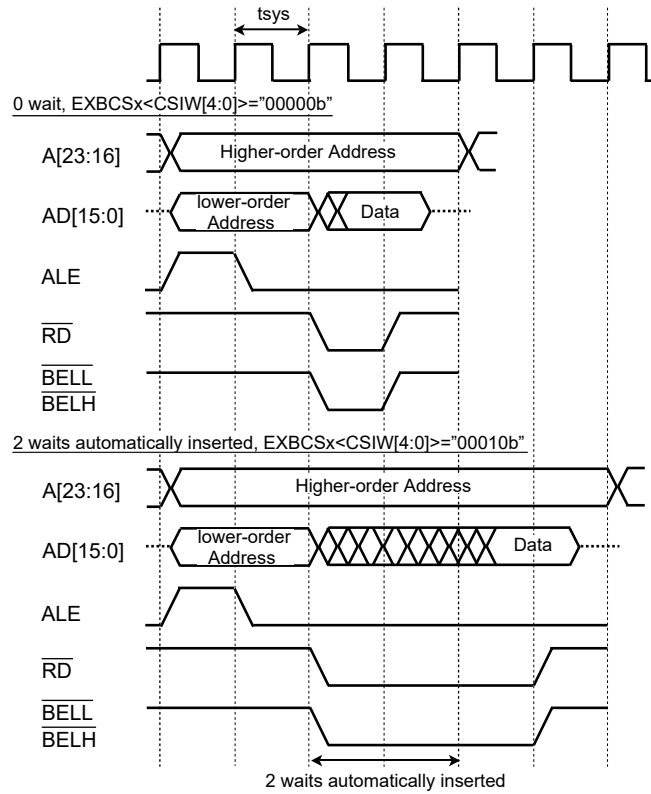 tsys
0 wait, EXBCSx<CSIW[4:0]>="00000b”
A[23:16]
Higher-order Address
AD[15:0]
lower-order
Address
Data
ALE
RD
BELL
BELH
2 waits automatically inserted, EXBCSx<CSIW[4:0]>="00010b”
A[23:16]
Higher-order Address
AD[15:0]
lower-order
Address
Data
ALE
RD
BELL
BELH
2 waits automatically inserted